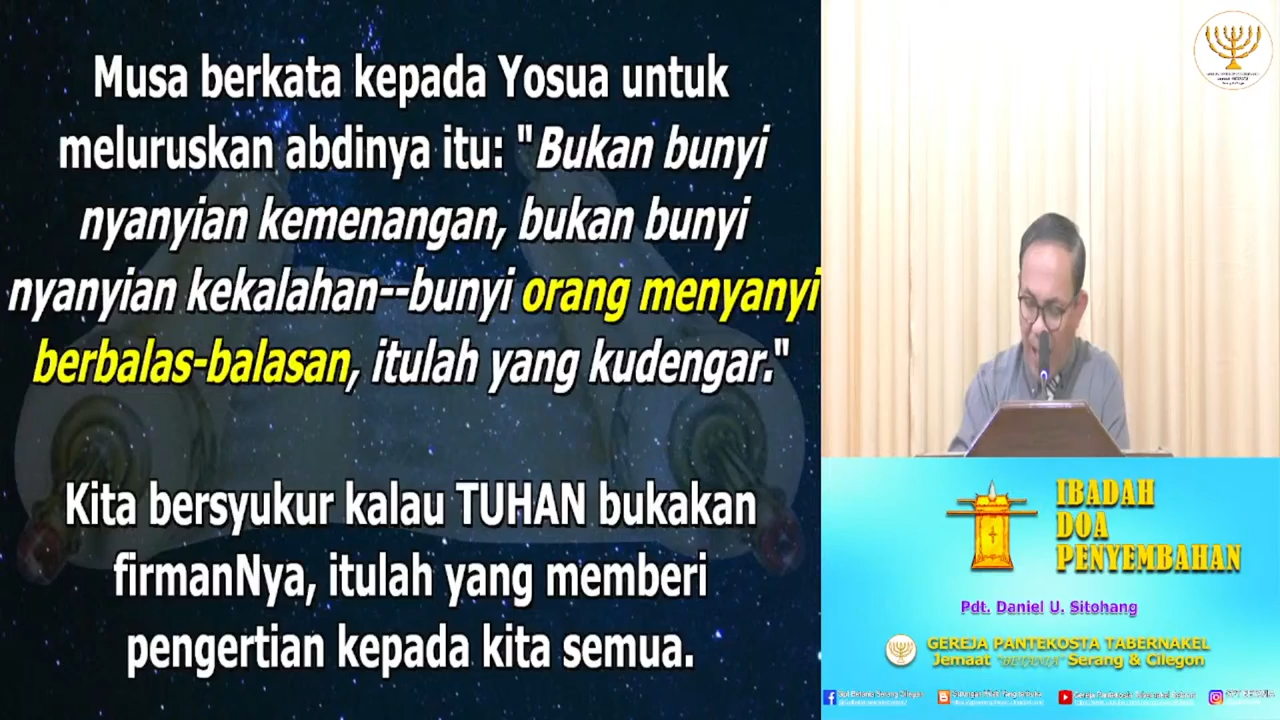 Musa berkata kepada Yosua untuk
meluruskan abdinya itu: "Bukan bunyi
nyanyian kemenangan, bukan bunyi
nyanyian kekalahan--bunyi orang menyanyi
berbalas-balasan, itulah yang kudengar."
Kita bersyukur kalau TUHAN bukakan
firmanNya, itulah yang memberi
pengertian kepada kita semua.
IBADAH
DOA
PENYEMBAHAN
Pdt. Daniel U. Sitohang
GEREJA PANTEKOSTA TABERNAKEL
Jemaat "BETANIA" Serang & Cilegon